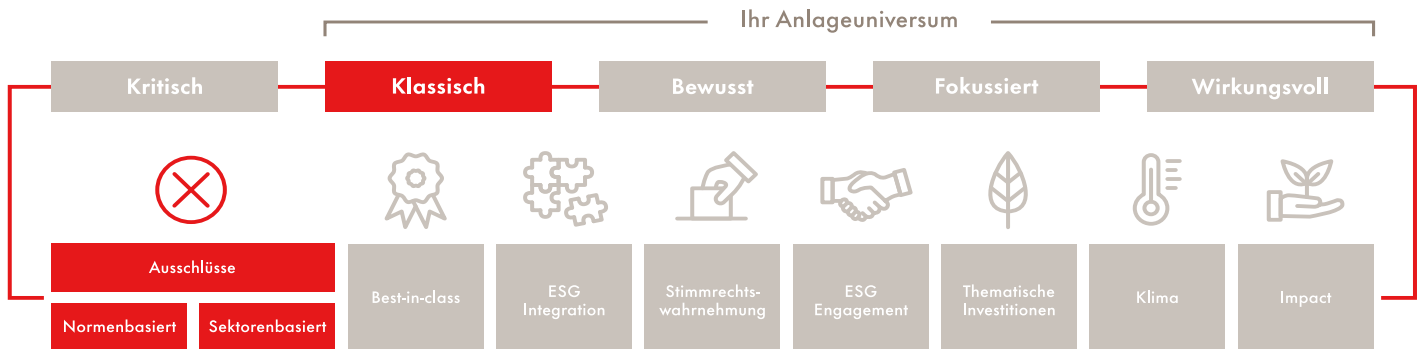 Ihr Anlageuniversum
Kritisch
Klassisch
Bewusst
Fokussiert
Wirkungsvoll
Ausschlüsse
Normenbasiert
Sektorenbasiert
Best-in-class
ESG
Integration
Stimmrechts-
wahrnehmung
ESG
Engagement
Thematische
Investitionen
Klima
Impact